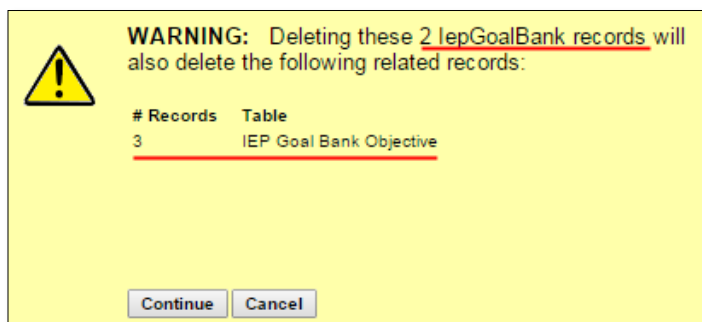 WARNING: Deleting these 2 IepGoalBank records will
also delete the following related records:
# Records Table
3 IEP Goal Bank Objective
Continue Cancel